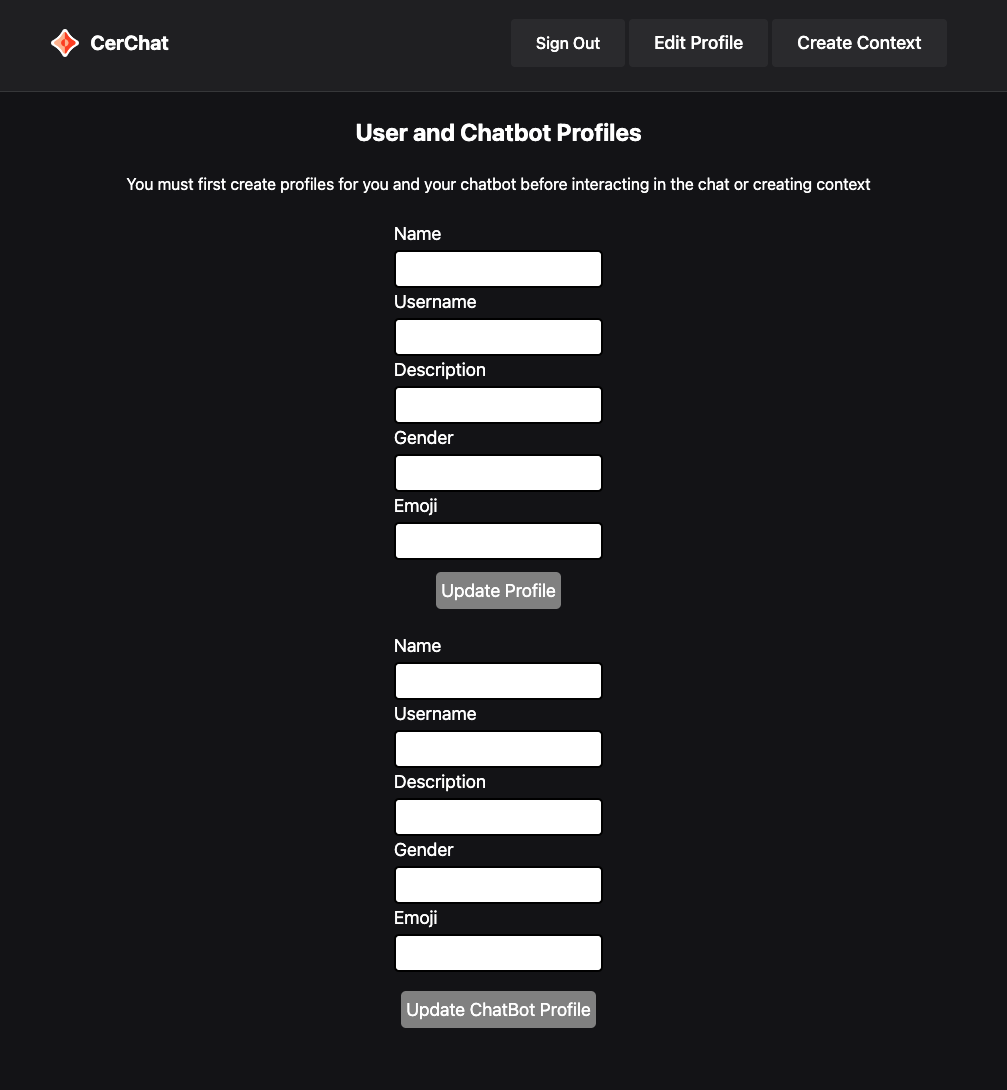 CerChat
Sign Out
Edit Profile
Create Context
User and Chatbot Profiles
You must first create profiles for you and your chatbot before interacting in the chat or creating context
Name
Username
Description
Gender
Emoji
Update Profile
Name
Username
Description
Gender
Emoji
Update ChatBot Profile